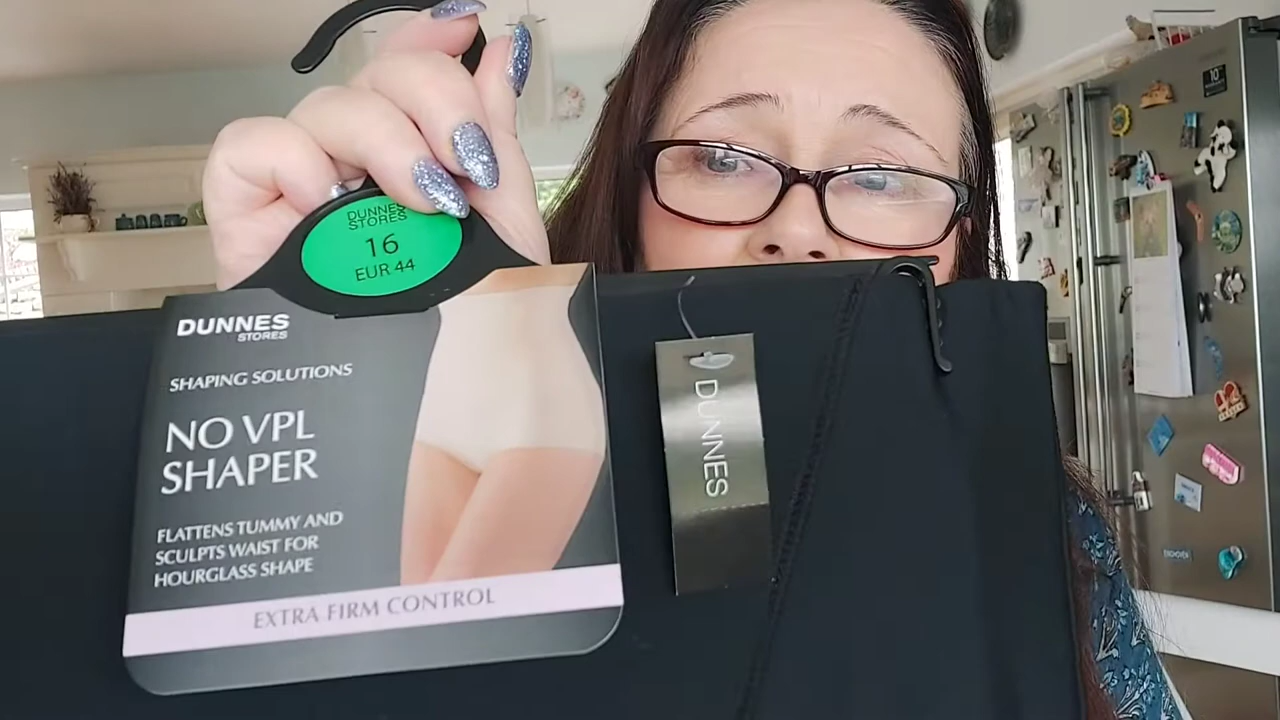 DUNNES
STORES
16
EUR 44
DUNNES
STORES
SHAPING SOLUTIONS
NO VPL
SHAPER
FLATTENS TUMMY AND
SCULPTS WAIST FOR
HOURGLASS SHAPE
EXTRA FIRM CONTROL
DUNNES
10